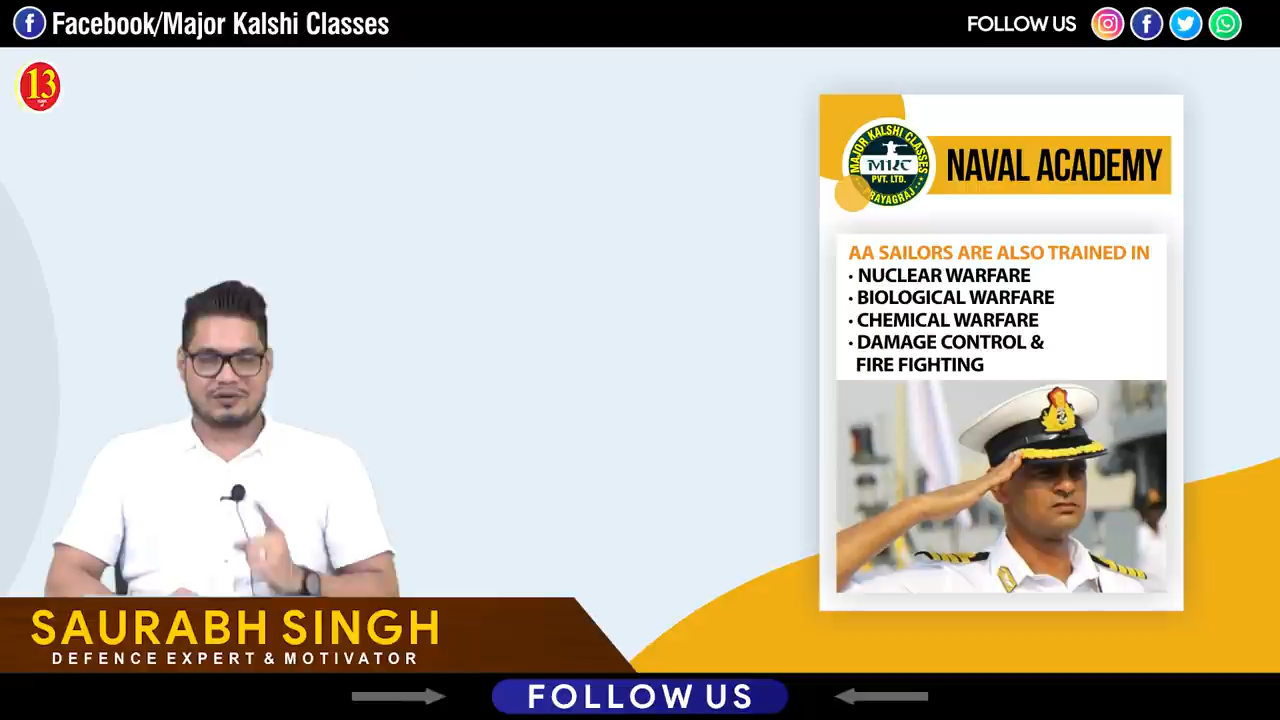 Facebook/Major Kalshi Classes
FOLLOW US
13
MAJOR KALSHI CLASSES
MKC
PVT. LTD.
PRAYAGRAJ
NAVAL ACADEMY
AA SAILORS ARE ALSO TRAINED IN
· NUCLEAR WARFARE
· BIOLOGICAL WARFARE
· CHEMICAL WARFARE
· DAMAGE CONTROL &
FIRE FIGHTING
SAURABH SINGH
DEFENCE EXPERT & MOTIVATOR
FOLLOW US